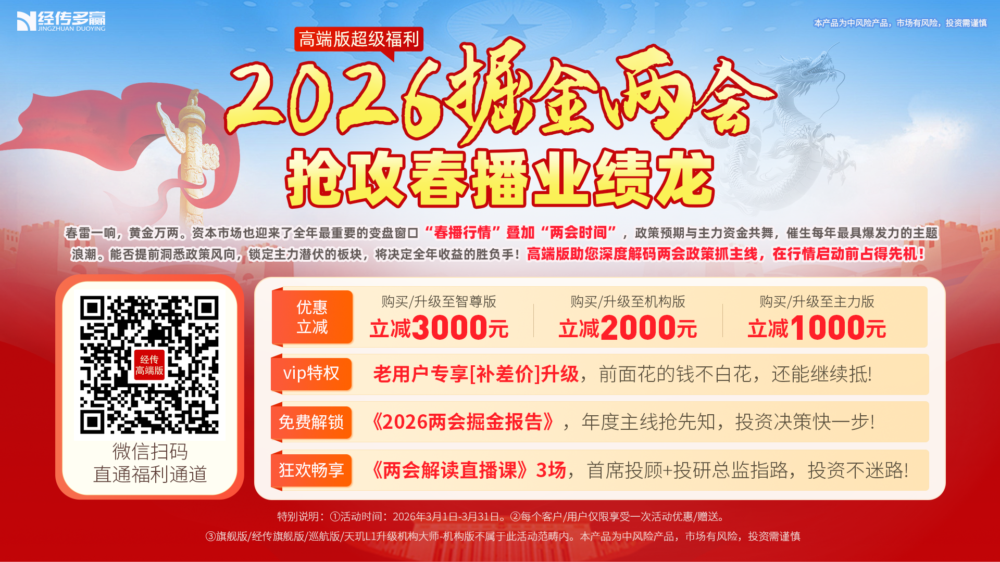 经传多赢
JINGZHUAN DUOYING
本产品为中风险产品，市场有风险，投资需谨慎
高端版超级福利
2026掘金两会
抢攻春播业绩龙
春雷一响，黄金万两。资本市场也迎来了全年最重要的变盘窗口“春播行情”叠加“两会时间”，政策预期与主力资金共舞，催生每年最具爆发力的主题
浪潮。能否提前洞悉政策风向，锁定主力潜伏的板块，将决定全年收益的胜负手！高端版助您深度解码两会政策抓主线，在行情启动前占得先机！
经传
高端版
微信扫码
直通福利通道
优惠
立减
购买/升级至智尊版
立减3000元
购买/升级至机构版
立减2000元
购买/升级至主力版
立减1000元
vip特权
老用户专享[补差价]升级，前面花的钱不白花，还能继续抵!
免费解锁
《2026两会掘金报告》，年度主线抢先知，投资决策快一步!
狂欢畅享
《两会解读直播课》3场，首席投顾+投研总监指路，投资不迷路!
特别说明：①活动时间：2026年3月1日-3月31日。②每个客户/用户仅限享受一次活动优惠/赠送。
③旗舰版/经传旗舰版/巡航版/天玑L1升级机构大师-机构版不属于此活动范畴内。本产品为中风险产品，市场有风险，投资需谨慎